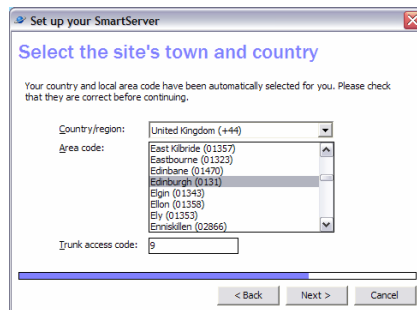 Set up your SmartServer
Select the site's town and country
Your country and local area code have been automatically selected for you. Please check
that they are correct before continuing.
Country/region: United Kingdom (+44)
Area code: East Kilbride (01357)
Eastbourne (01323)
Edinbane (01470)
Edinburgh (0131)
Elgin (01343)
Ellon (01358)
Ely (01353)
Enniskillen (02866)
Trunk access code: 9
< Back Next > Cancel